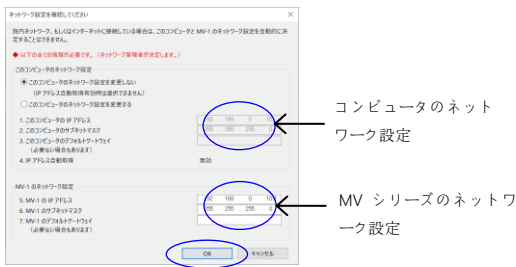 ネットワーク設定を確認してください
院内ネットワーク、もしくはインターネットに接続している場合は、このコンピュータと MV-1 のネットワーク設定を自動的に決
定することはできません。
◆ 以下の全ての情報が必要です。（ネットワーク管理者が決定します。）
このコンピュータのネットワーク設定
このコンピュータのネットワーク設定を変更しない
(IP アドレス自動取得有効時は選択できません)
このコンピュータのネットワーク設定を変更する
1. このコンピュータの IP アドレス 92 168 0 10
2. このコンピュータのサブネットマスク 255 255 255 0
3. このコンピュータのデフォルトゲートウェイ
(必要ない場合もあります)
4. IP アドレス自動取得 無効
コンピュータのネット
ワーク設定
MV-1 のネットワーク設定
5. MV-1 の IP アドレス 92 168 0
6. MV-1 のサブネットマスク 255 255 255 0
7. MV-1 のデフォルトゲートウェイ
(必要ない場合もあります)
MV シリーズのネットワ
ーク設定
OK キャンセル